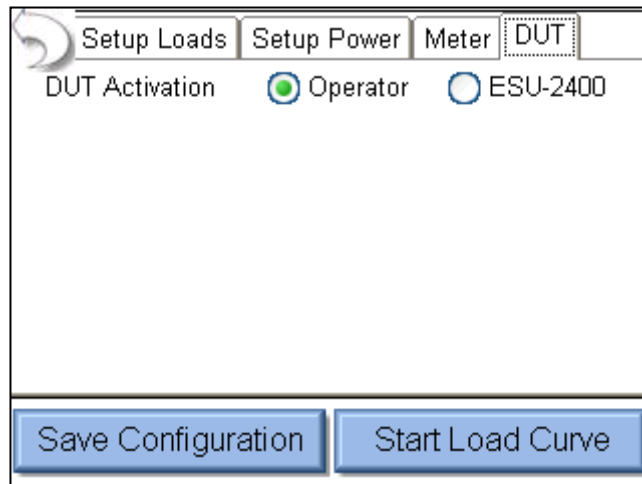 Setup Loads Setup Power Meter DUT
DUT Activation Operator ESU-2400
Save Configuration Start Load Curve